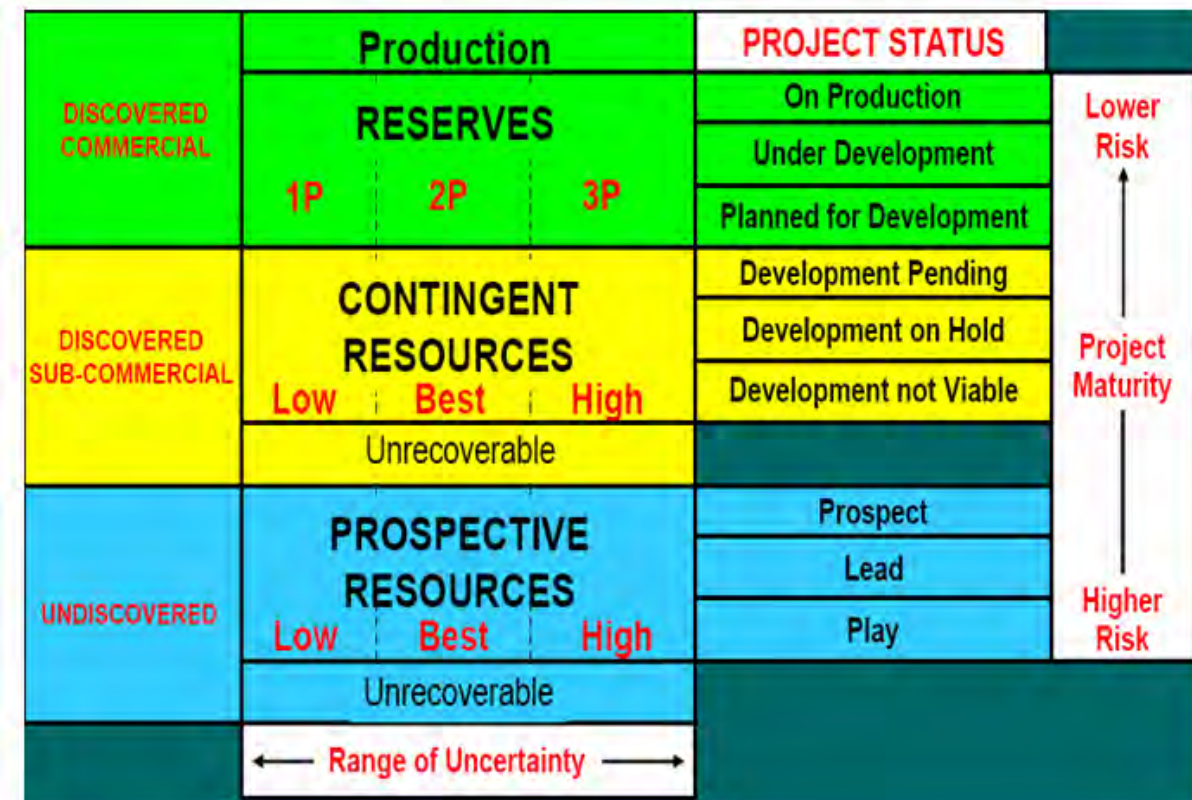 Production
PROJECT STATUS
DISCOVERED
COMMERCIAL
RESERVES
1P 2P 3P
On Production
Under Development
Planned for Development
Lower
Risk
DISCOVERED
SUB-COMMERCIAL
CONTINGENT
RESOURCES
Low Best High
Unrecoverable
Development Pending
Development on Hold
Development not Viable
Project
Maturity
UNDISCOVERED
PROSPECTIVE
RESOURCES
Low Best High
Unrecoverable
Prospect
Lead
Play
Higher
Risk
Range of Uncertainty